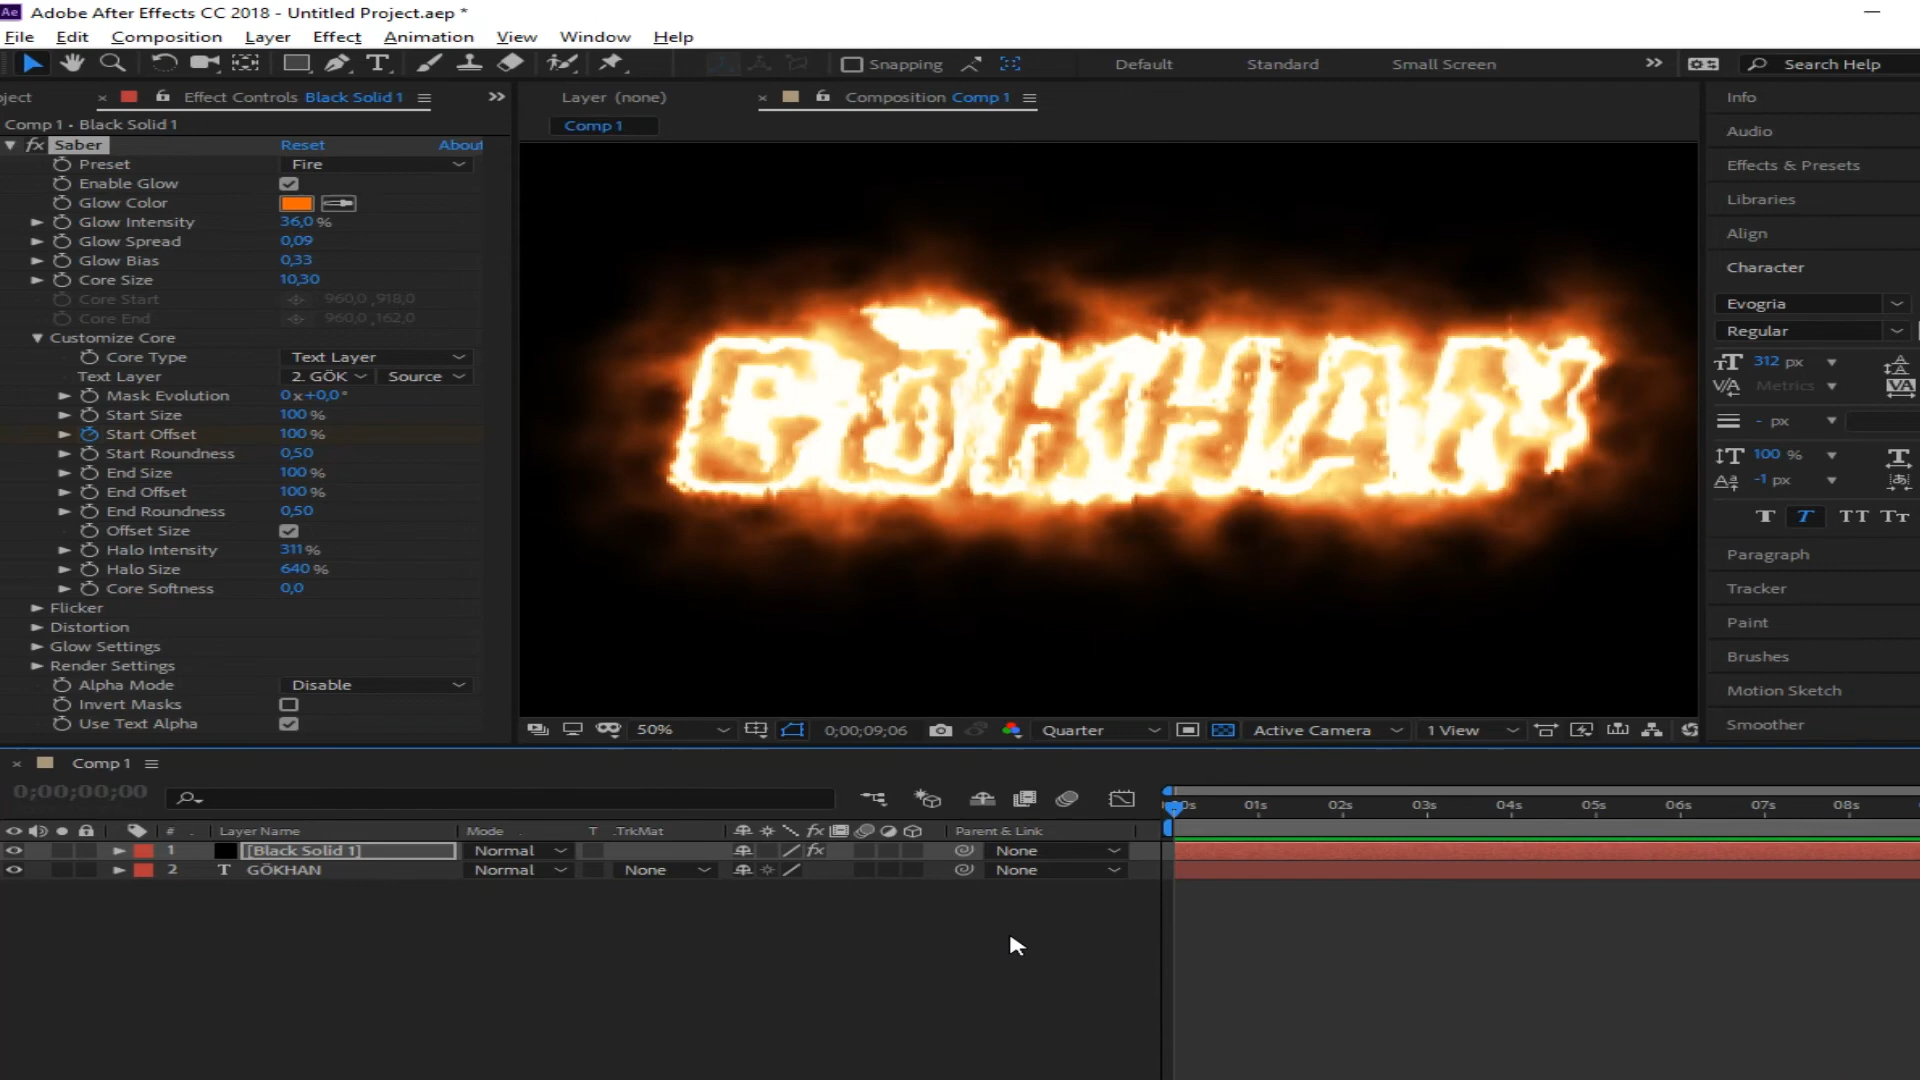 Ae Adobe After Effects CC 2018 - Untitled Project.aep *
File Edit Composition Layer Effect Animation View Window Help
Snapping Default Standard Small Screen Search Help
oject Effect Controls Black Solid 1 Layer (none) Composition Comp 1 Info
Comp 1 • Black Solid 1 Comp 1
Audio
fx Saber Reset About
Preset Fire Effects & Presets
Enable Glow
Glow Color Libraries
Glow Intensity 36,0 %
Glow Spread 0,09 Align
Glow Bias 0,33 Character
Core Size 10,30
Core Start 960,0 ,918,0 Evogria
Core End 960,0 ,162,0
Customize Core Regular
Core Type Text Layer 312 px
Text Layer 2. GÖK Source Metrics
Mask Evolution 0 x +0,0 °
Start Size 100 % - px
Start Offset 100 %
Start Roundness 0,50 100 %
End Size 100 % -1 px
End Offset 100 %
End Roundness 0,50 T T TT Tт
Offset Size
Halo Intensity 311 % Paragraph
Halo Size 640 %
Core Softness 0,0 Tracker
Flicker
Distortion Paint
Glow Settings Brushes
Render Settings
Alpha Mode Disable Motion Sketch
Invert Masks
Use Text Alpha Smoother
GÖKHAN
50% 0;00;09;06 Quarter Active Camera 1 View
Comp 1
0;00;00;00
00s 01s 02s 03s 04s 05s 06s 07s 08s
# Layer Name Mode T .TrkMat fx Parent & Link
1 [Black Solid 1] Normal fx None
2 T GÖKHAN Normal None None